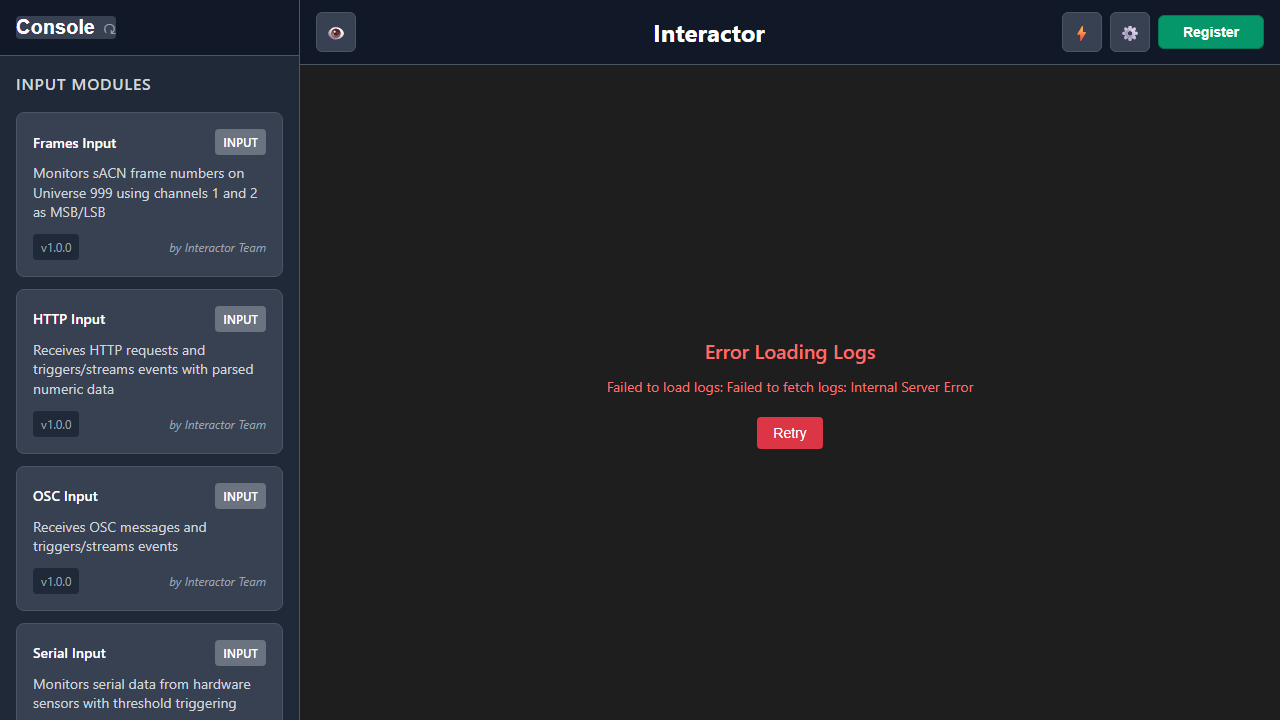 Console
Interactor
Register
INPUT MODULES
Frames Input
INPUT
Monitors sACN frame numbers on
Universe 999 using channels 1 and 2
as MSB/LSB
v1.0.0
by Interactor Team
HTTP Input
INPUT
Receives HTTP requests and
triggers/streams events with parsed
numeric data
v1.0.0
by Interactor Team
OSC Input
INPUT
Receives OSC messages and
triggers/streams events
v1.0.0
by Interactor Team
Serial Input
INPUT
Monitors serial data from hardware
sensors with threshold triggering
Error Loading Logs
Failed to load logs: Failed to fetch logs: Internal Server Error
Retry